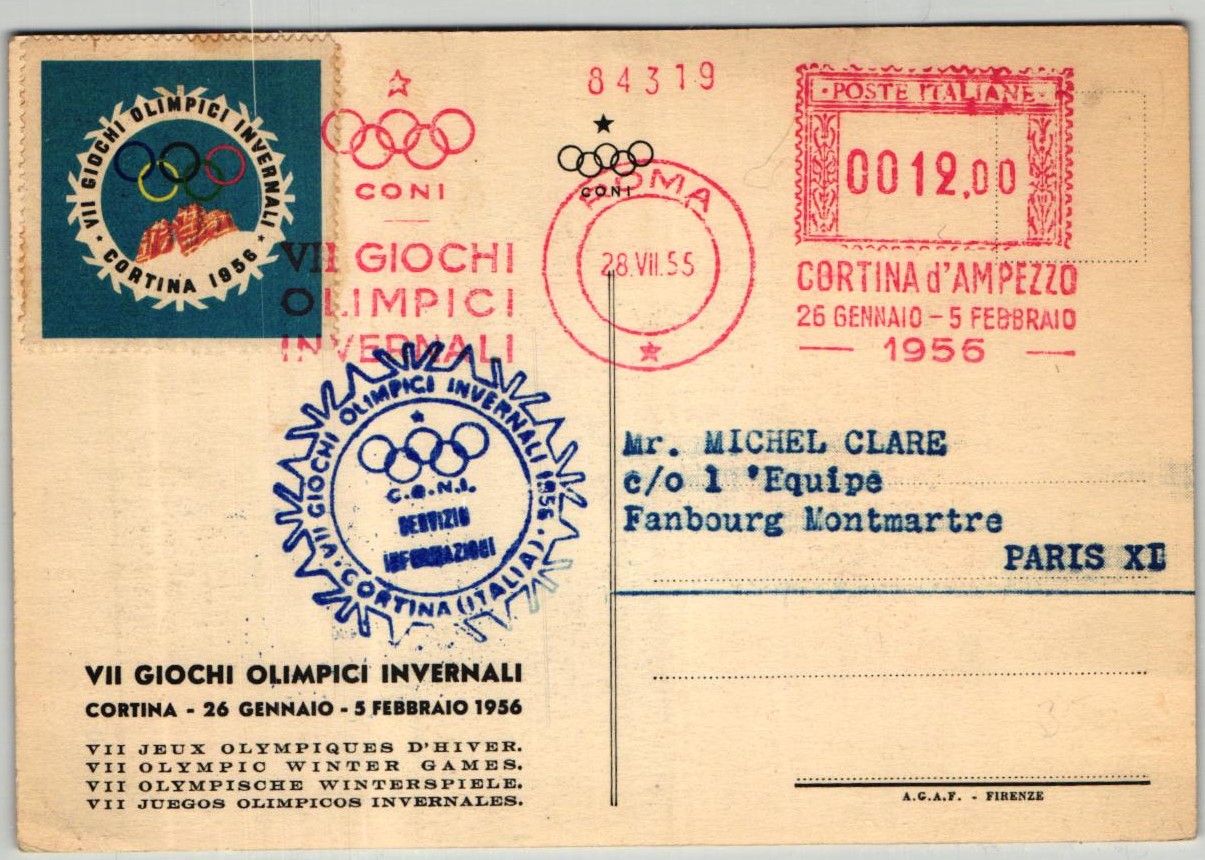 VII GIOCHI OLIMPICI INVERNALI
CORTINA 1956
CONI
VII GIOCHI
OLIMPICI
INVERNALI
84319
CONI
ROMA
28.VII.55
POSTE ITALIANE
0012,00
CORTINA d'AMPEZZO
26 GENNAIO - 5 FEBBRAIO
1956
VII GIOCHI OLIMPICI INVERNALI 1956 · CORTINA (ITALIA) ·
C.O.N.I.
SERVIZIO
INFORMAZIONI
Mr. MICHEL CLARE
c/o l 'Equipe
Fanbourg Montmartre
PARIS XI
VII GIOCHI OLIMPICI INVERNALI
CORTINA - 26 GENNAIO - 5 FEBBRAIO 1956
VII JEUX OLYMPIQUES D'HIVER.
VII OLYMPIC WINTER GAMES.
VII OLYMPISCHE WINTERSPIELE.
VII JUEGOS OLIMPICOS INVERNALES.
A.G.A.F. - FIRENZE